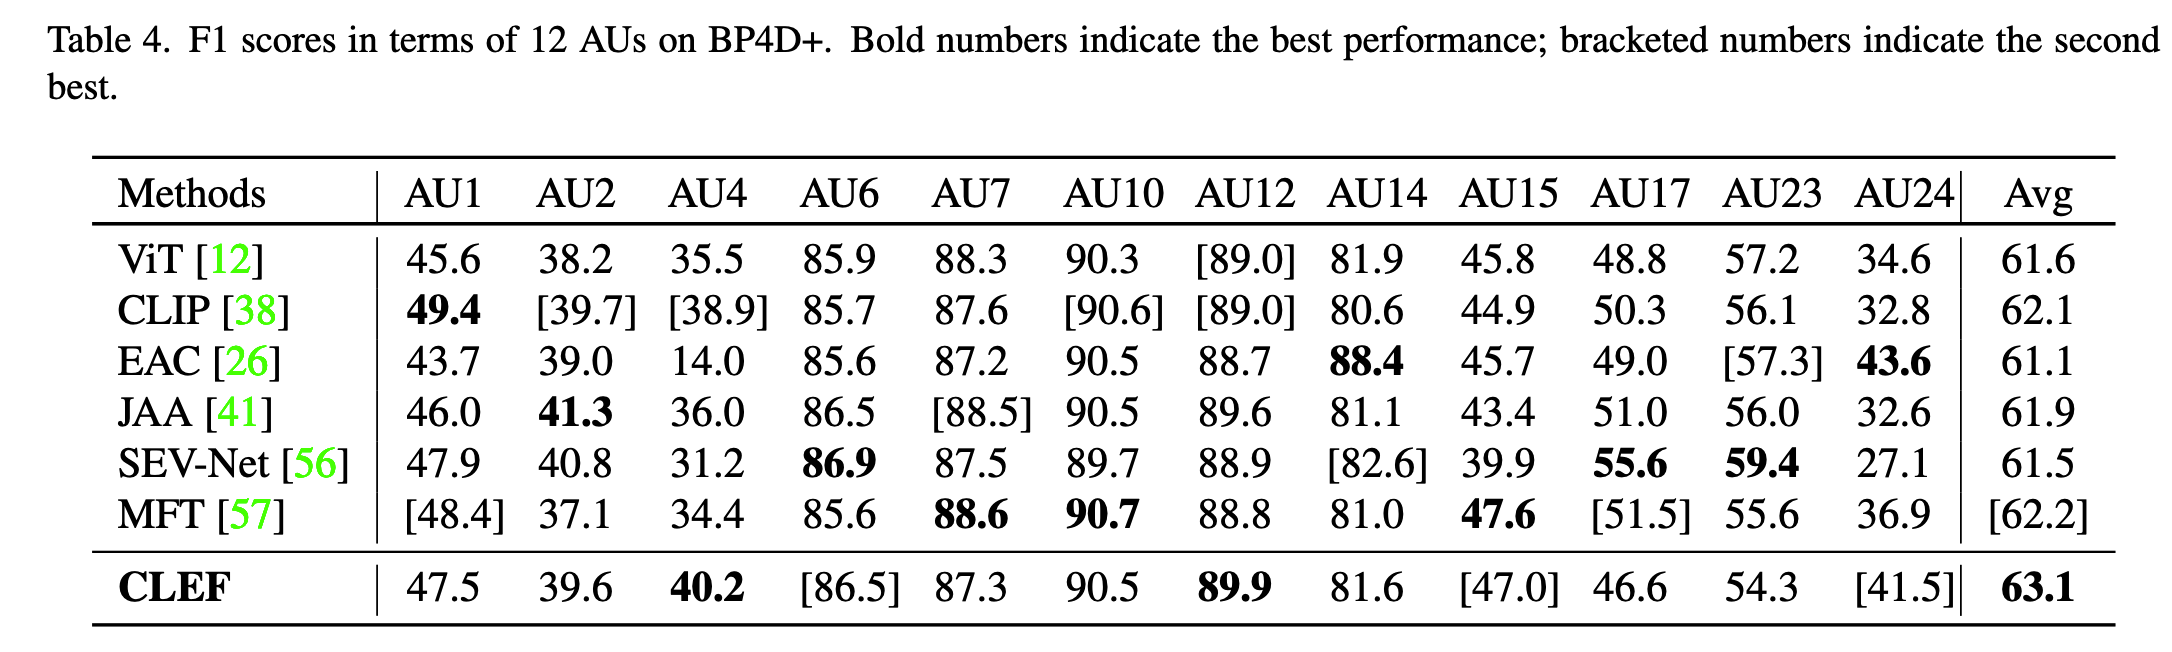 Table 4. F1 scores in terms of 12 AUs on BP4D+. Bold numbers indicate the best performance; bracketed numbers indicate the second
best.
Methods AU1 AU2 AU4 AU6 AU7 AU10 AU12 AU14 AU15 AU17 AU23 AU24 Avg
ViT [12] 45.6 38.2 35.5 85.9 88.3 90.3 [89.0] 81.9 45.8 48.8 57.2 34.6 61.6
CLIP [38] 49.4 [39.7] [38.9] 85.7 87.6 [90.6] [89.0] 80.6 44.9 50.3 56.1 32.8 62.1
EAC [26] 43.7 39.0 14.0 85.6 87.2 90.5 88.7 88.4 45.7 49.0 [57.3] 43.6 61.1
JAA [41] 46.0 41.3 36.0 86.5 [88.5] 90.5 89.6 81.1 43.4 51.0 56.0 32.6 61.9
SEV-Net [56] 47.9 40.8 31.2 86.9 87.5 89.7 88.9 [82.6] 39.9 55.6 59.4 27.1 61.5
MFT [57] [48.4] 37.1 34.4 85.6 88.6 90.7 88.8 81.0 47.6 [51.5] 55.6 36.9 [62.2]
CLEF 47.5 39.6 40.2 [86.5] 87.3 90.5 89.9 81.6 [47.0] 46.6 54.3 [41.5] 63.1